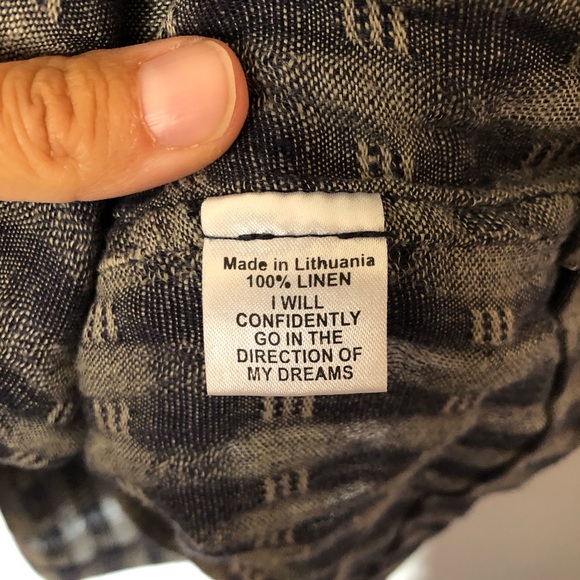 Made in Lithuania
100% LINEN
I WILL
CONFIDENTLY
GO IN THE
DIRECTION OF
MY DREAMS